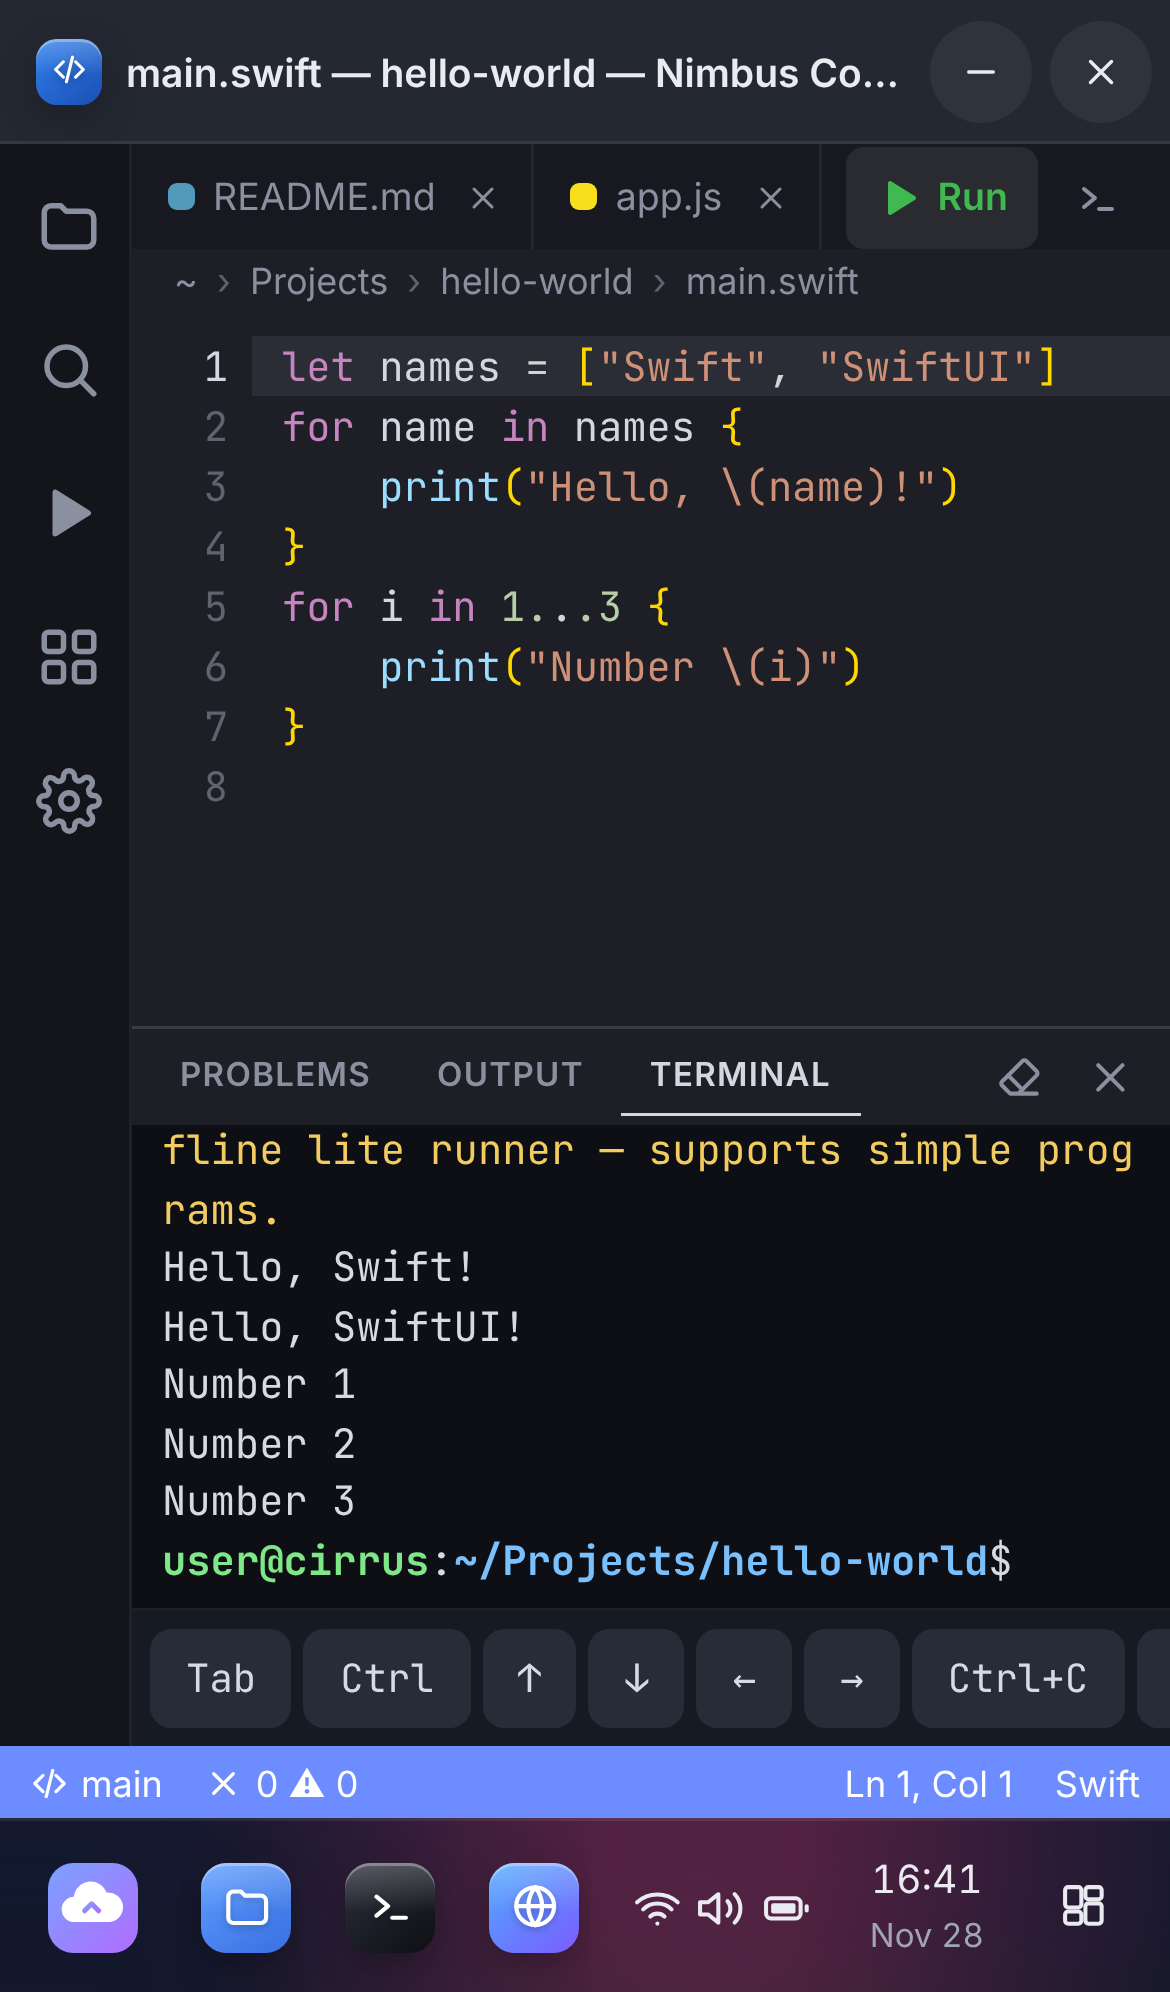 main.swift — hello-world — Nimbus Co...
README.md
app.js
Run
~ › Projects › hello-world › main.swift
1 let names = ["Swift", "SwiftUI"]
2 for name in names {
3     print("Hello, \(name)!")
4 }
5 for i in 1...3 {
6     print("Number \(i)")
7 }
8
PROBLEMS OUTPUT TERMINAL
fline lite runner — supports simple prog
rams.
Hello, Swift!
Hello, SwiftUI!
Number 1
Number 2
Number 3
user@cirrus:~/Projects/hello-world$
Tab Ctrl ↑ ↓ ← → Ctrl+C
main 0 0 Ln 1, Col 1 Swift
16:41
Nov 28